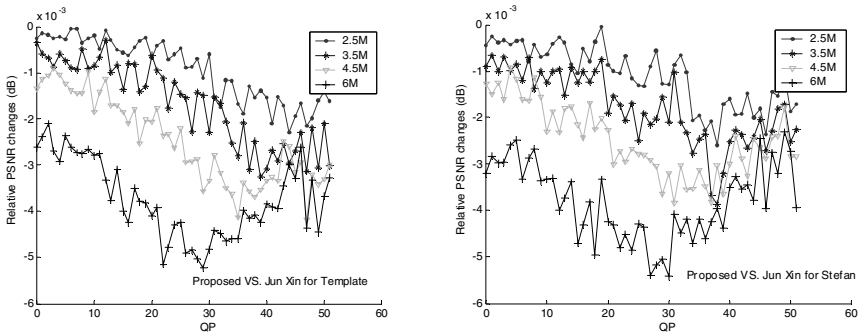 x 10⁻³
0
-1
-2
-3
-4
-5
-6
0 10 20 30 40 50 60
Relative PSNR changes (dB)
QP
2.5M
3.5M
4.5M
6M
Proposed VS. Jun Xin for Template
x 10⁻³
0
-1
-2
-3
-4
-5
-6
0 10 20 30 40 50 60
Relative PSNR changes (dB)
QP
2.5M
3.5M
4.5M
6M
Proposed VS. Jun Xin for Stefan